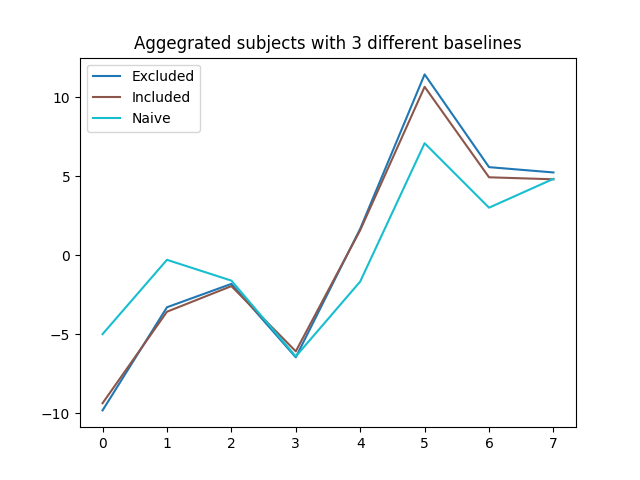 Aggegrated subjects with 3 different baselines
Excluded
Included
Naive
10
5
0
−5
−10
0 1 2 3 4 5 6 7